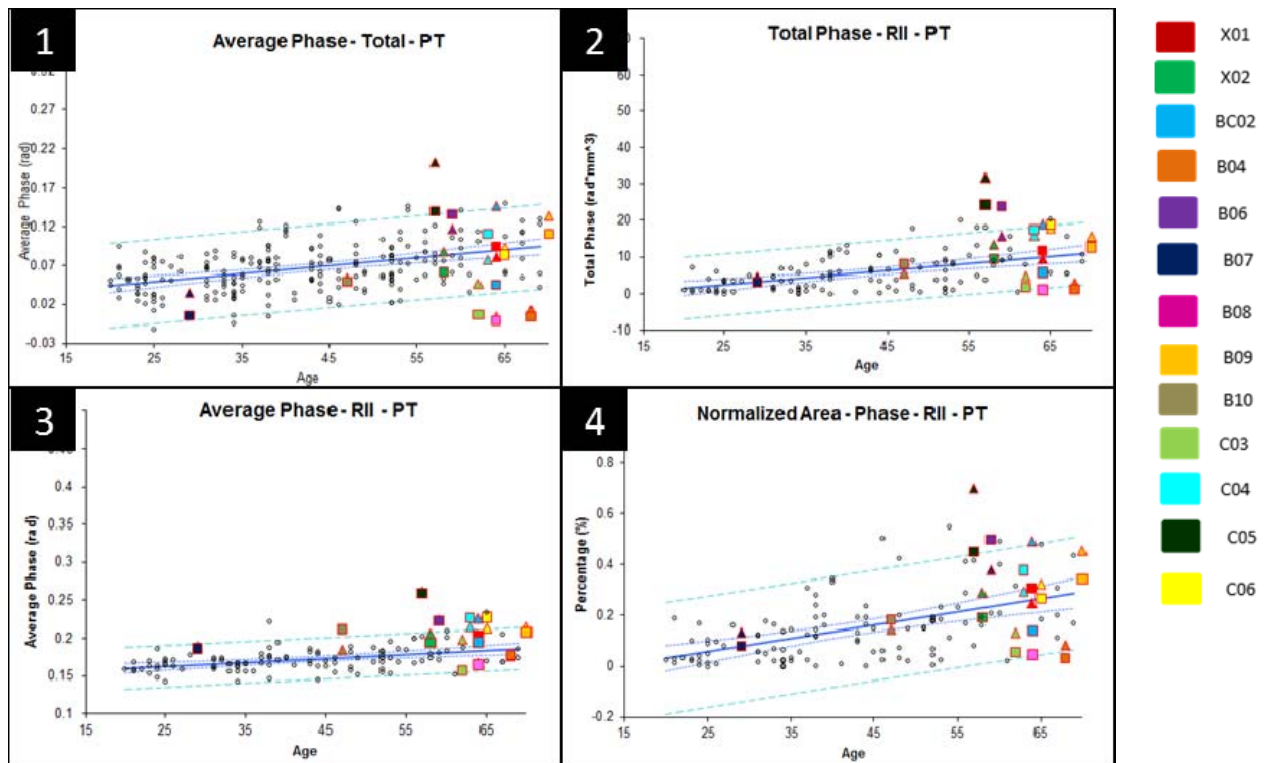 1
Average Phase - Total - PT
0.27
0.22
0.17
0.12
0.07
0.02
-0.03
Average Phase (rad)
15
25
35
45
55
65
Age
2
Total Phase - RII - PT
60
50
40
30
20
10
0
-10
Total Phase (rad*mm^3)
15
25
35
45
55
65
Age
3
Average Phase - RII - PT
0.4
0.35
0.3
0.25
0.2
0.15
0.1
Average Phase (rad)
15
25
35
45
55
65
Age
4
Normalized Area - Phase - RII - PT
0.8
0.6
0.4
0.2
0
-0.2
Percentage (%)
15
25
35
45
55
65
Age
X01
X02
BC02
B04
B06
B07
B08
B09
B10
C03
C04
C05
C06